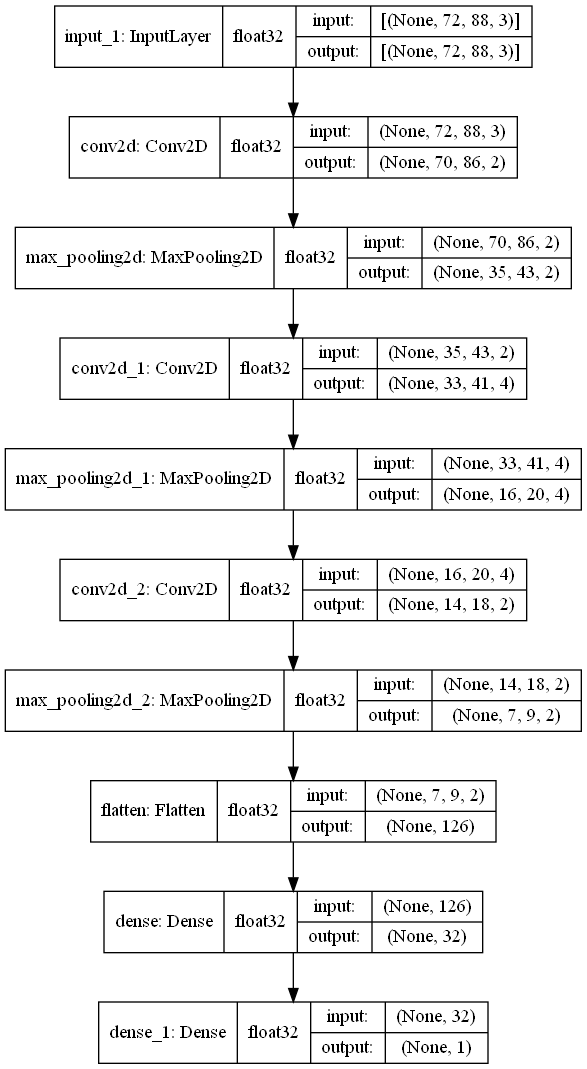 input_1: InputLayer float32 input: [(None, 72, 88, 3)]
output: [(None, 72, 88, 3)]
conv2d: Conv2D float32 input: (None, 72, 88, 3)
output: (None, 70, 86, 2)
max_pooling2d: MaxPooling2D float32 input: (None, 70, 86, 2)
output: (None, 35, 43, 2)
conv2d_1: Conv2D float32 input: (None, 35, 43, 2)
output: (None, 33, 41, 4)
max_pooling2d_1: MaxPooling2D float32 input: (None, 33, 41, 4)
output: (None, 16, 20, 4)
conv2d_2: Conv2D float32 input: (None, 16, 20, 4)
output: (None, 14, 18, 2)
max_pooling2d_2: MaxPooling2D float32 input: (None, 14, 18, 2)
output: (None, 7, 9, 2)
flatten: Flatten float32 input: (None, 7, 9, 2)
output: (None, 126)
dense: Dense float32 input: (None, 126)
output: (None, 32)
dense_1: Dense float32 input: (None, 32)
output: (None, 1)